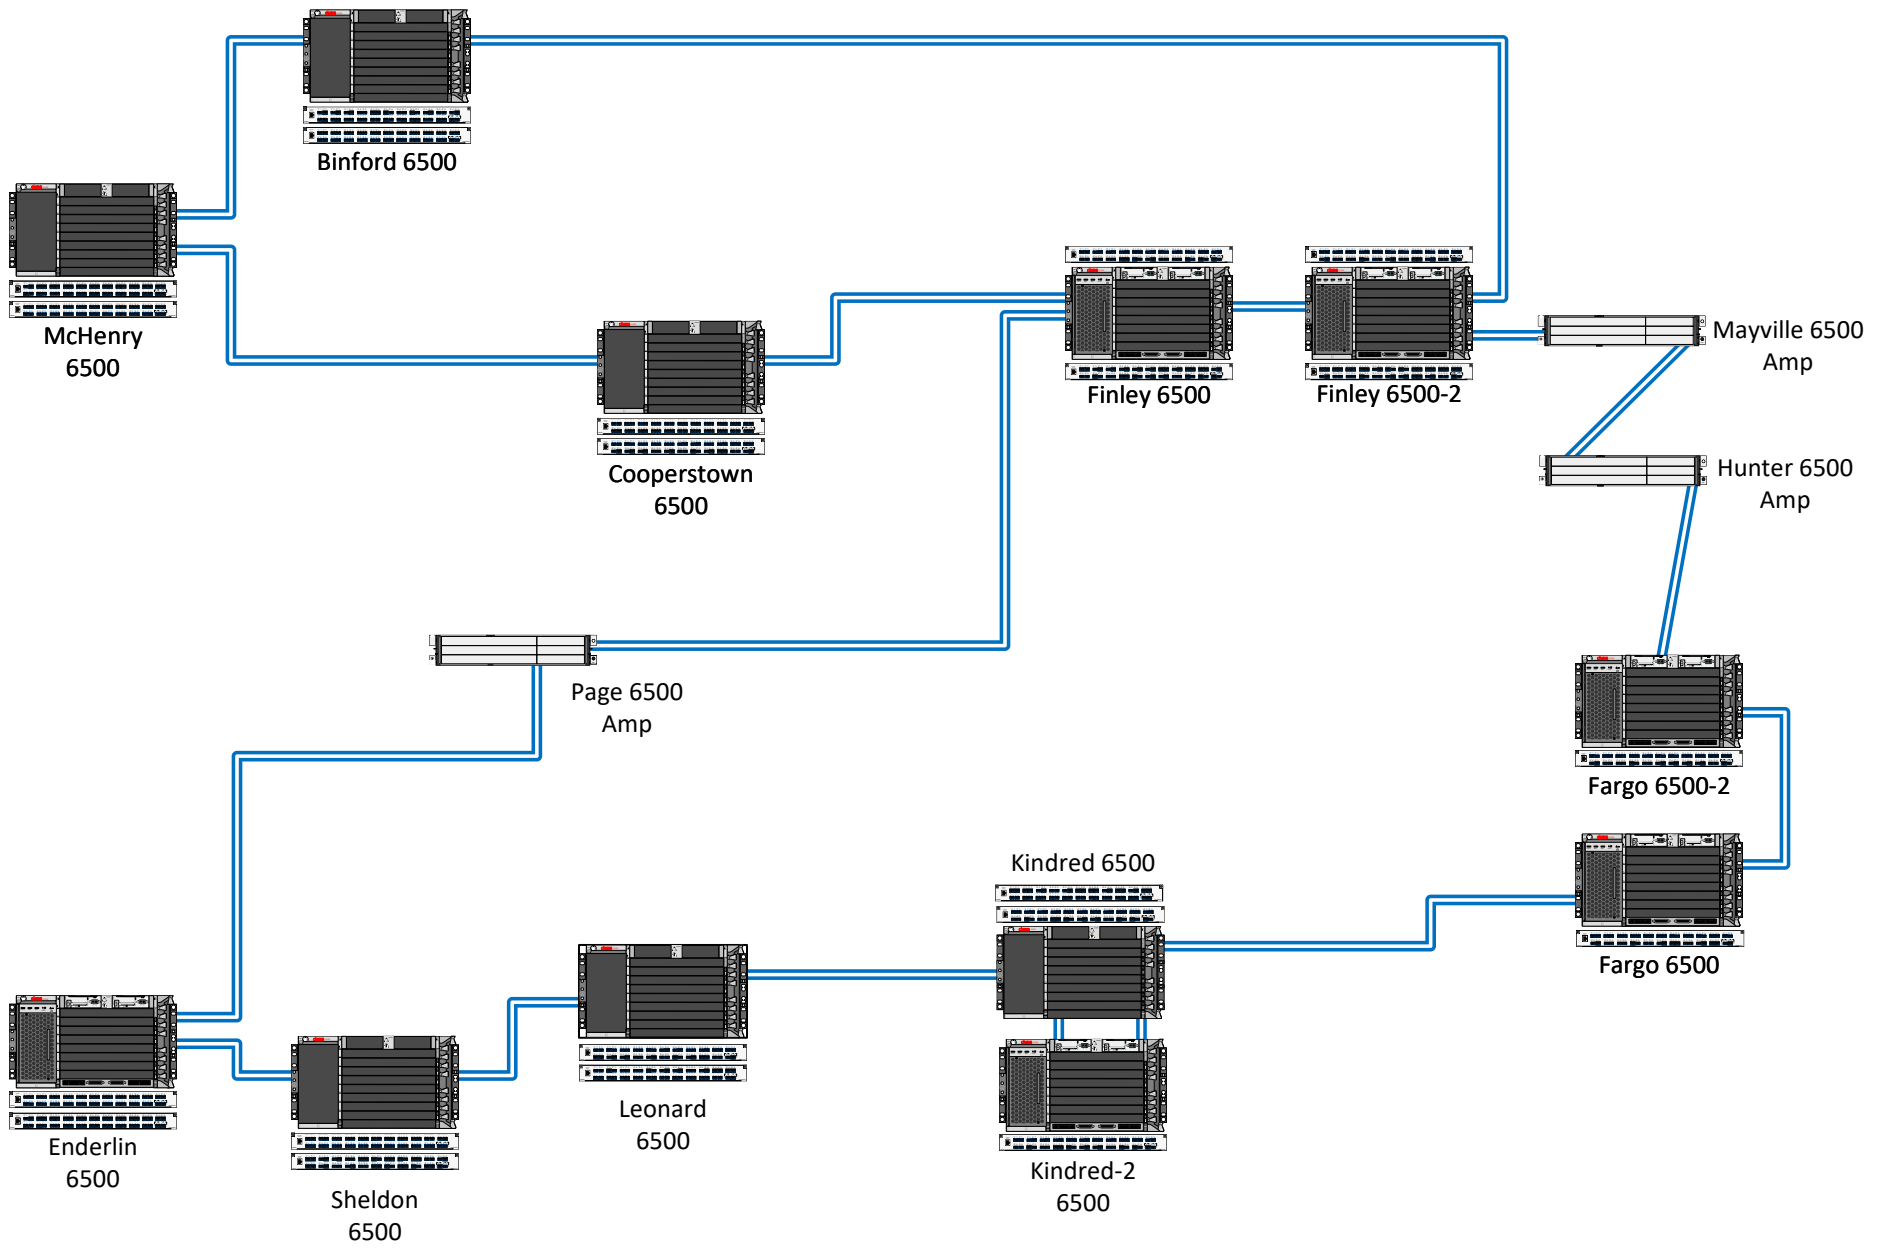 Binford 6500
McHenry
6500
Cooperstown
6500
Finley 6500
Finley 6500-2
Mayville 6500
Amp
Hunter 6500
Amp
Page 6500
Amp
Fargo 6500-2
Kindred 6500
Fargo 6500
Enderlin
6500
Sheldon
6500
Leonard
6500
Kindred-2
6500